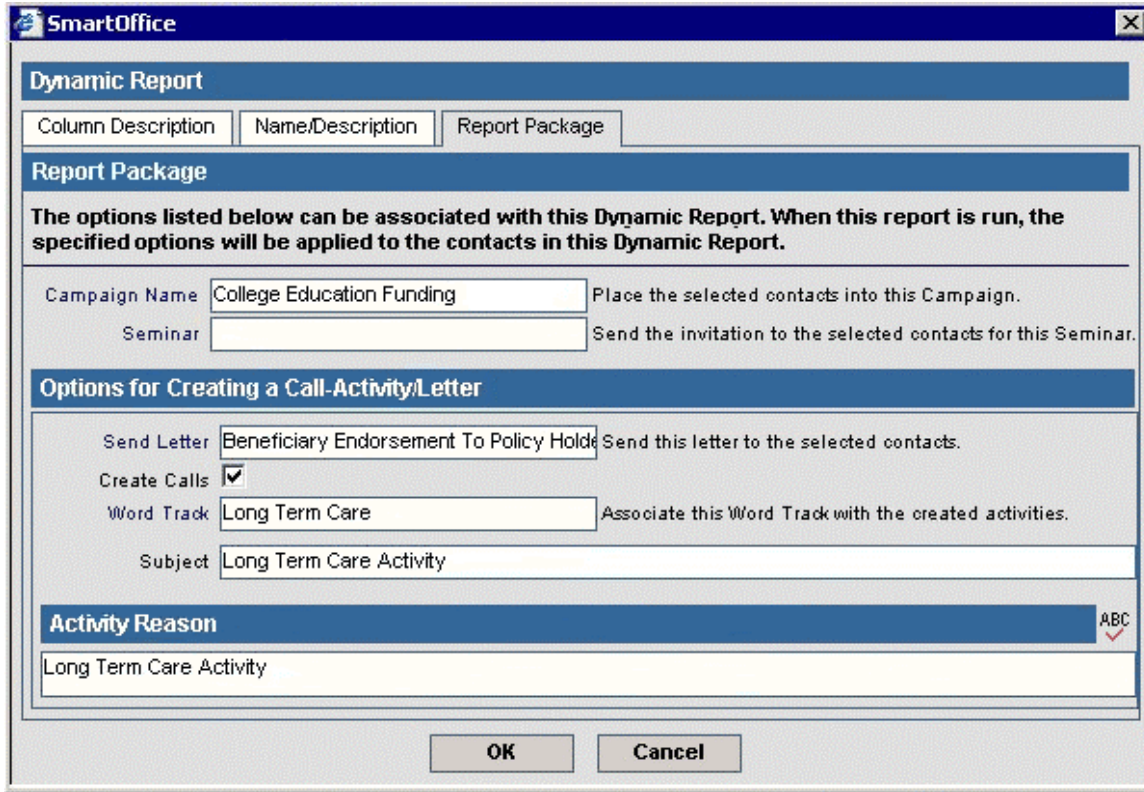 SmartOffice
Dynamic Report
Column Description Name/Description Report Package
Report Package
The options listed below can be associated with this Dynamic Report. When this report is run, the
specified options will be applied to the contacts in this Dynamic Report.
Campaign Name College Education Funding Place the selected contacts into this Campaign.
Seminar Send the invitation to the selected contacts for this Seminar.
Options for Creating a Call-Activity/Letter
Send Letter Beneficiary Endorsement To Policy Holde Send this letter to the selected contacts.
Create Calls
Word Track Long Term Care Associate this Word Track with the created activities.
Subject Long Term Care Activity
Activity Reason ABC
Long Term Care Activity
OK Cancel